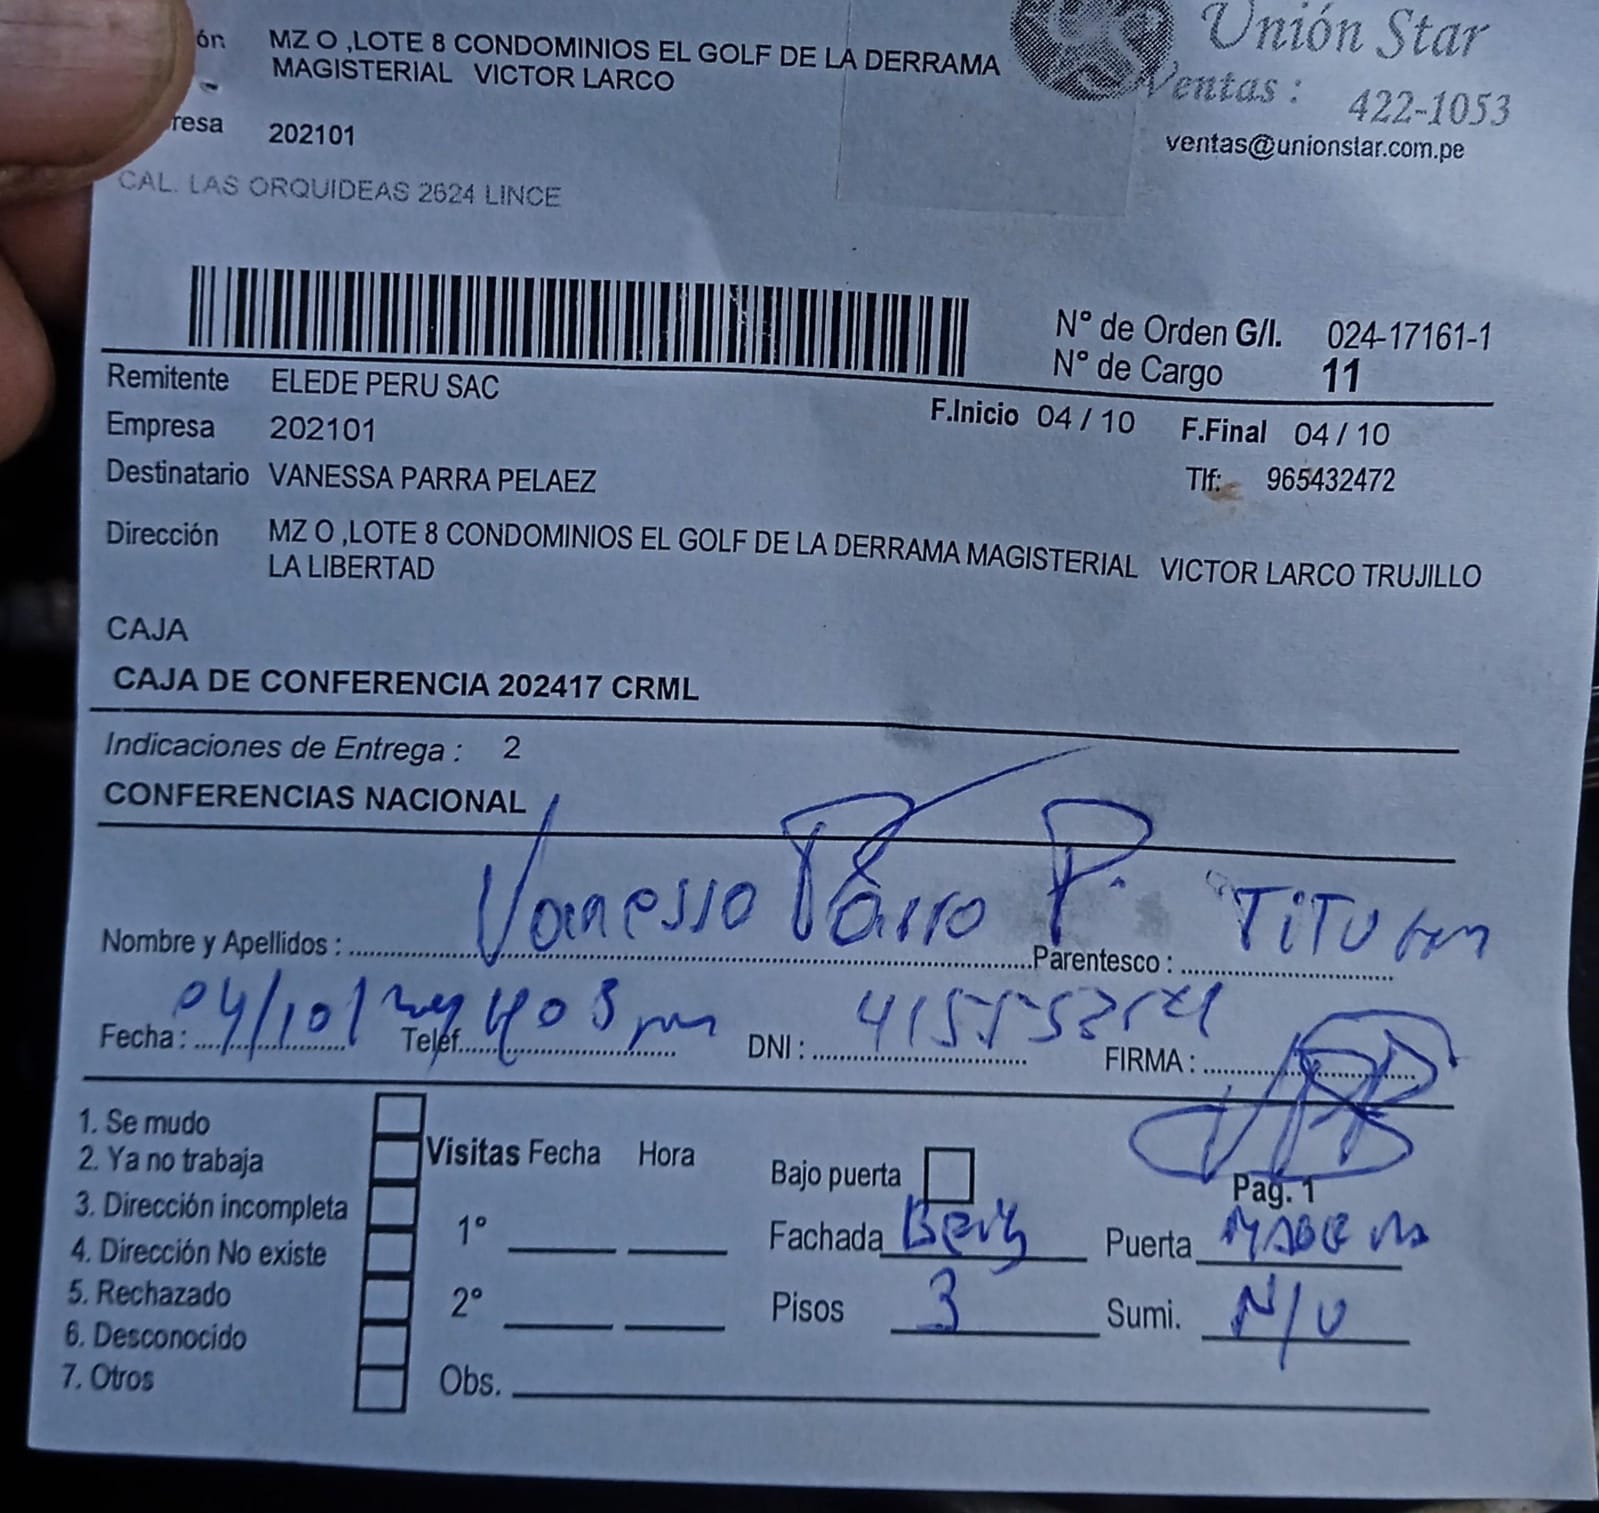 ón MZ O ,LOTE 8 CONDOMINIOS EL GOLF DE LA DERRAMA
MAGISTERIAL VICTOR LARCO
resa 202101
CAL. LAS ORQUIDEAS 2624 LINCE
Unión Star
Ventas : 422-1053
ventas@unionstar.com.pe
N° de Orden G/I. 024-17161-1
N° de Cargo 11
Remitente ELEDE PERU SAC
F.Inicio 04 / 10 F.Final 04 / 10
Empresa 202101
Destinatario VANESSA PARRA PELAEZ
Tlf: 965432472
Dirección MZ O ,LOTE 8 CONDOMINIOS EL GOLF DE LA DERRAMA MAGISTERIAL VICTOR LARCO TRUJILLO
LA LIBERTAD
CAJA
CAJA DE CONFERENCIA 202417 CRML
Indicaciones de Entrega : 2
CONFERENCIAS NACIONAL
Nombre y Apellidos : Vanessa Parra P. Parentesco : TiTular
Fecha : 04/10/24 Teléf. 403 pm DNI : FIRMA :
1. Se mudo
2. Ya no trabaja
3. Dirección incompleta
4. Dirección No existe
5. Rechazado
6. Desconocido
7. Otros
Visitas Fecha Hora
1°
2°
Obs.
Bajo puerta
Pag. 1
Fachada Puerta
Pisos 3 Sumi. N/U